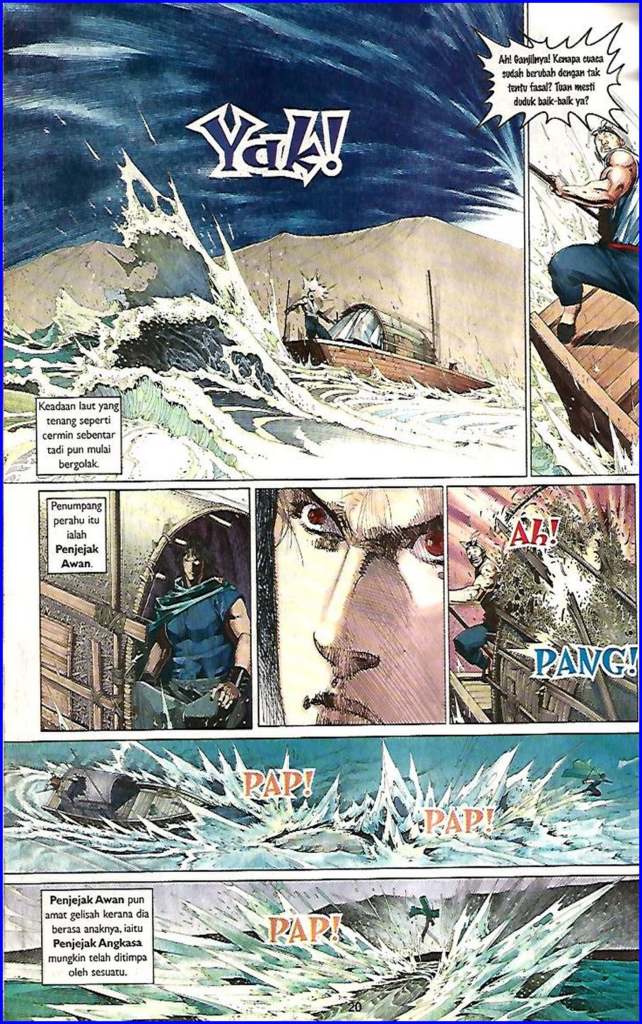 Ah! Ganjilnya! Kenapa cuaca
sudah berubah dengan tak
tentu fasal? Tuan mesti
duduk baik-baik ya?
Yak!
Keadaan laut yang
tenang seperti
cermin sebentar
tadi pun mulai
bergolak.
Penumpang
perahu itu
ialah
Penjejak
Awan.
AH!
PANG!
PAP!
PAP!
Penjejak Awan pun
amat gelisah kerana dia
berasa anaknya, iaitu
Penjejak Angkasa
mungkin telah ditimpa
oleh sesuatu.
PAP!
20